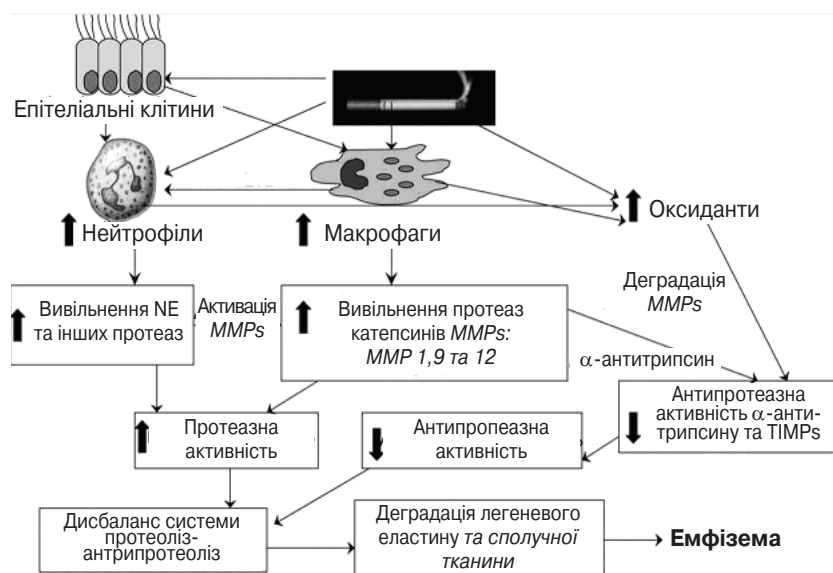 Епітеліальні клітини
Нейтрофіли
Макрофаги
Оксиданти
Вивільнення NE
та інших протеаз
Активація
MMPs
Вивільнення протеаз
катепсинів MMPs:
MMP 1,9 та 12
Деградація
MMPs
α-антитрипсин
Протеазна
активність
Антипропеазна
активність
Антипротеазна
активність α-анти-
трипсину та TIMPs
Дисбаланс системи
протеоліз-
антрипротеоліз
Деградація легеневого
еластину та сполучної
тканини
Емфізема